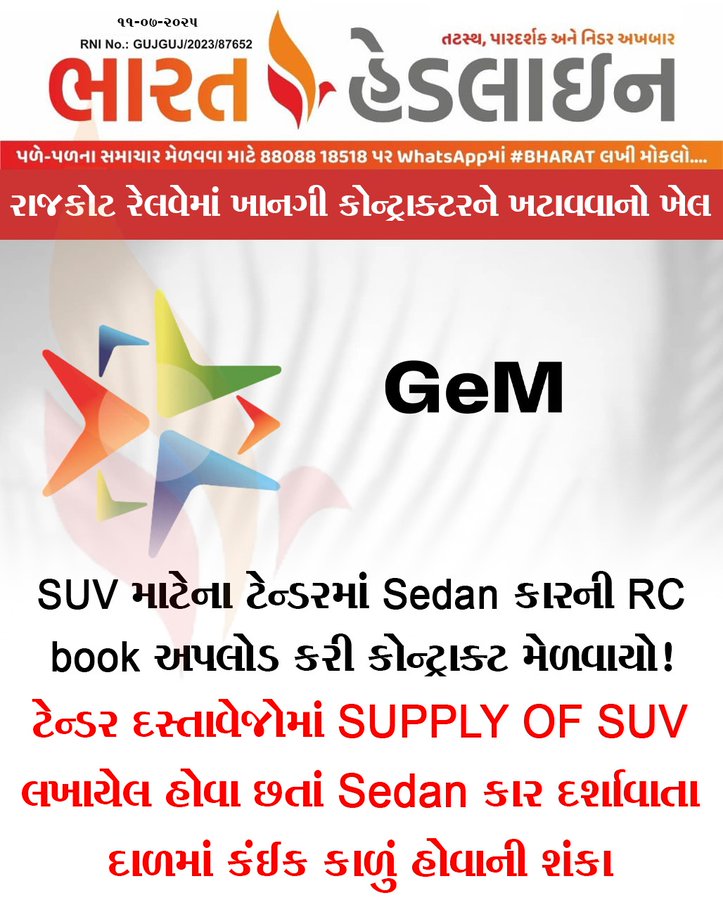 ૧૧-૦૭-૨૦૨૫
RNI No.: GUJGUJ/2023/87652
તટસ્થ, પારદર્શક અને નિડર અખબાર
ભારત હેડલાઇન
પળે-પળના સમાચાર મેળવવા માટે 88088 18518 પર WhatsAppમાં #BHARAT લખી મોકલો....
રાજકોટ રેલવેમાં ખાનગી કોન્ટ્રાક્ટરને ખટાવવાનો ખેલ
GeM
SUV માટેના ટેન્ડરમાં Sedan કારની RC
book અપલોડ કરી કોન્ટ્રાક્ટ મેળવાયો!
ટેન્ડર દસ્તાવેજોમાં SUPPLY OF SUV
લખાયેલ હોવા છતાં Sedan કાર દર્શાવાતા
દાળમાં કંઈક કાળું હોવાની શંકા